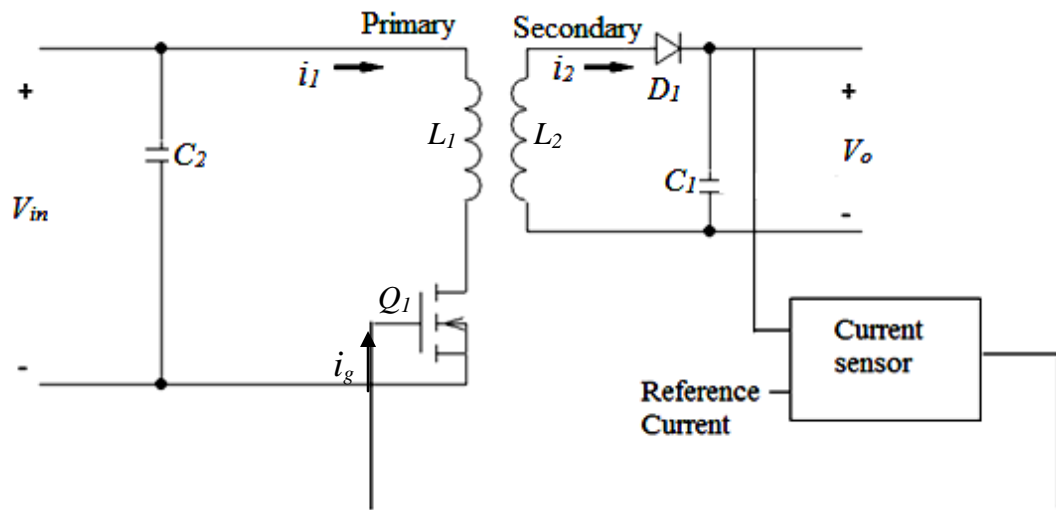 Primary
Secondary
i1
i2
D1
+
+
L1
L2
C2
C1
Vin
Vo
-
-
Q1
ig
Current
sensor
Reference
Current